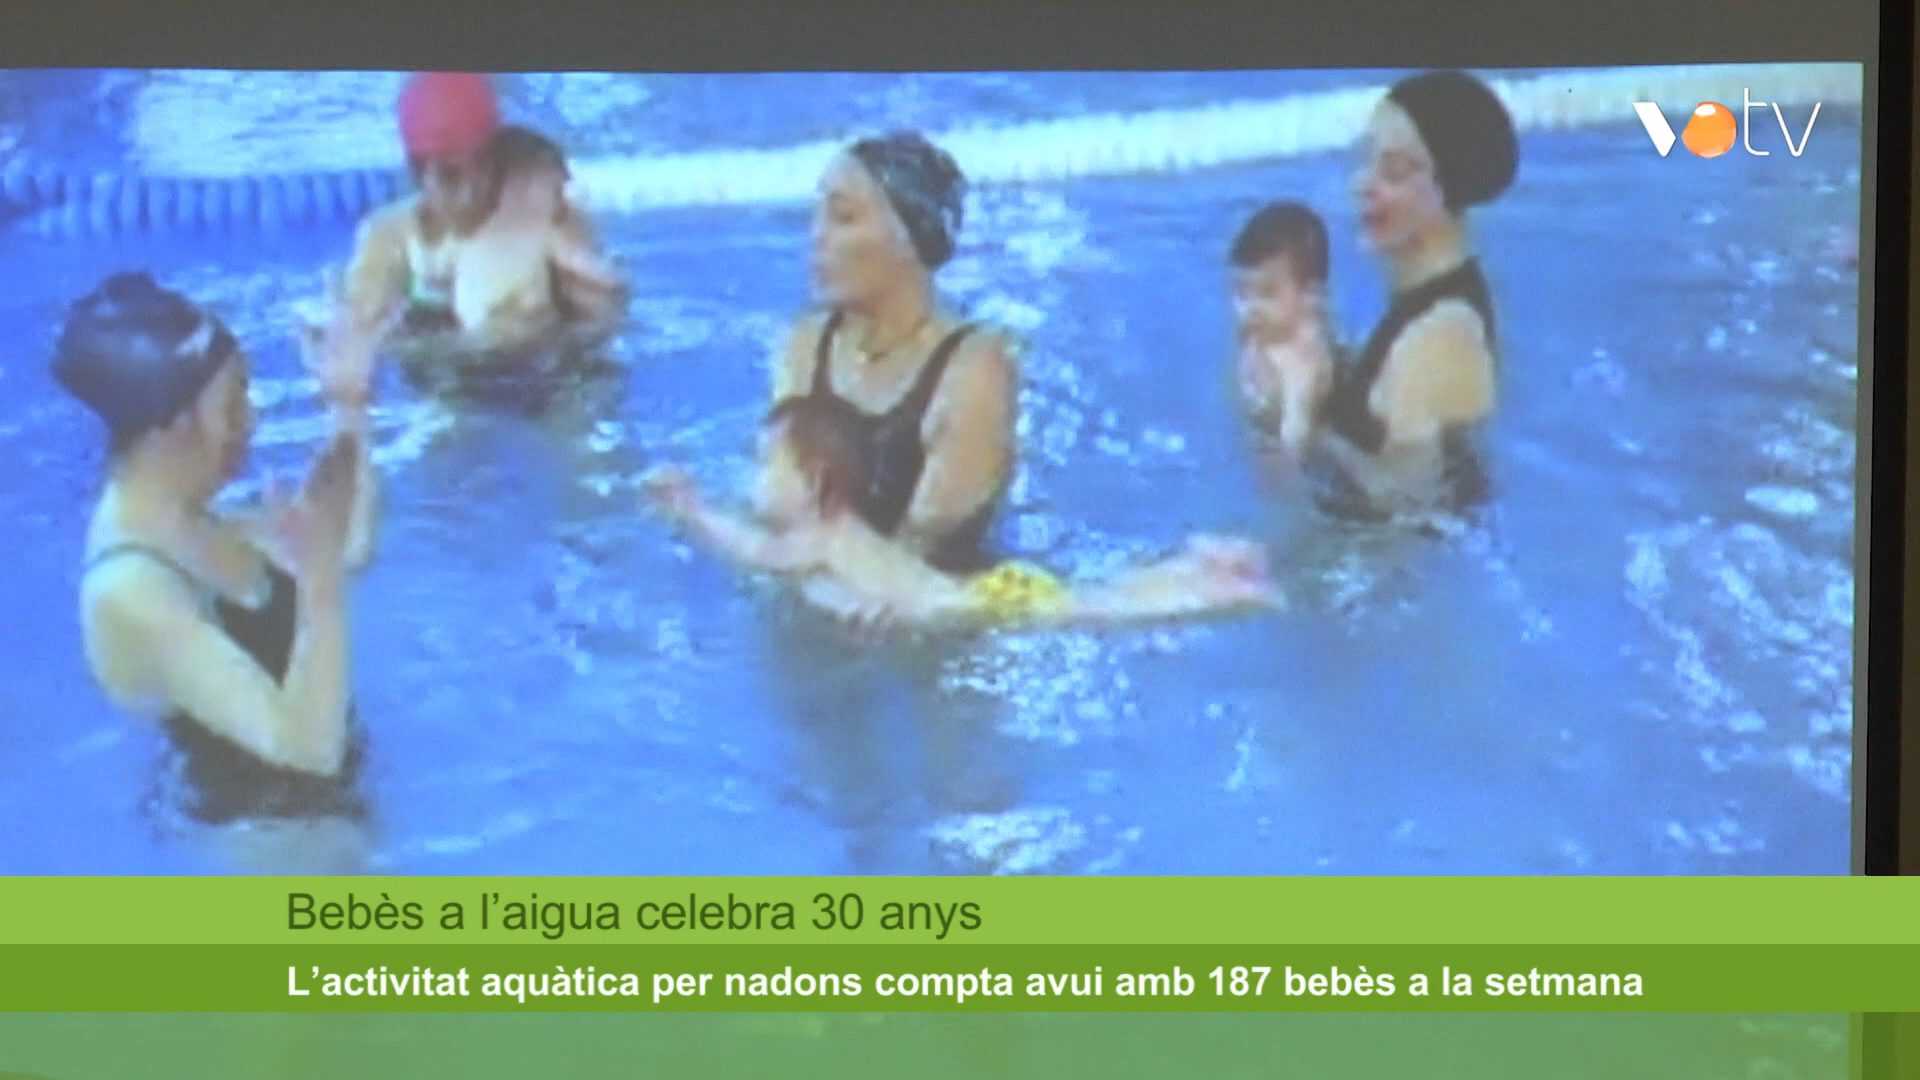 votv
Bebès a l’aigua celebra 30 anys
L’activitat aquàtica per nadons compta avui amb 187 bebès a la setmana